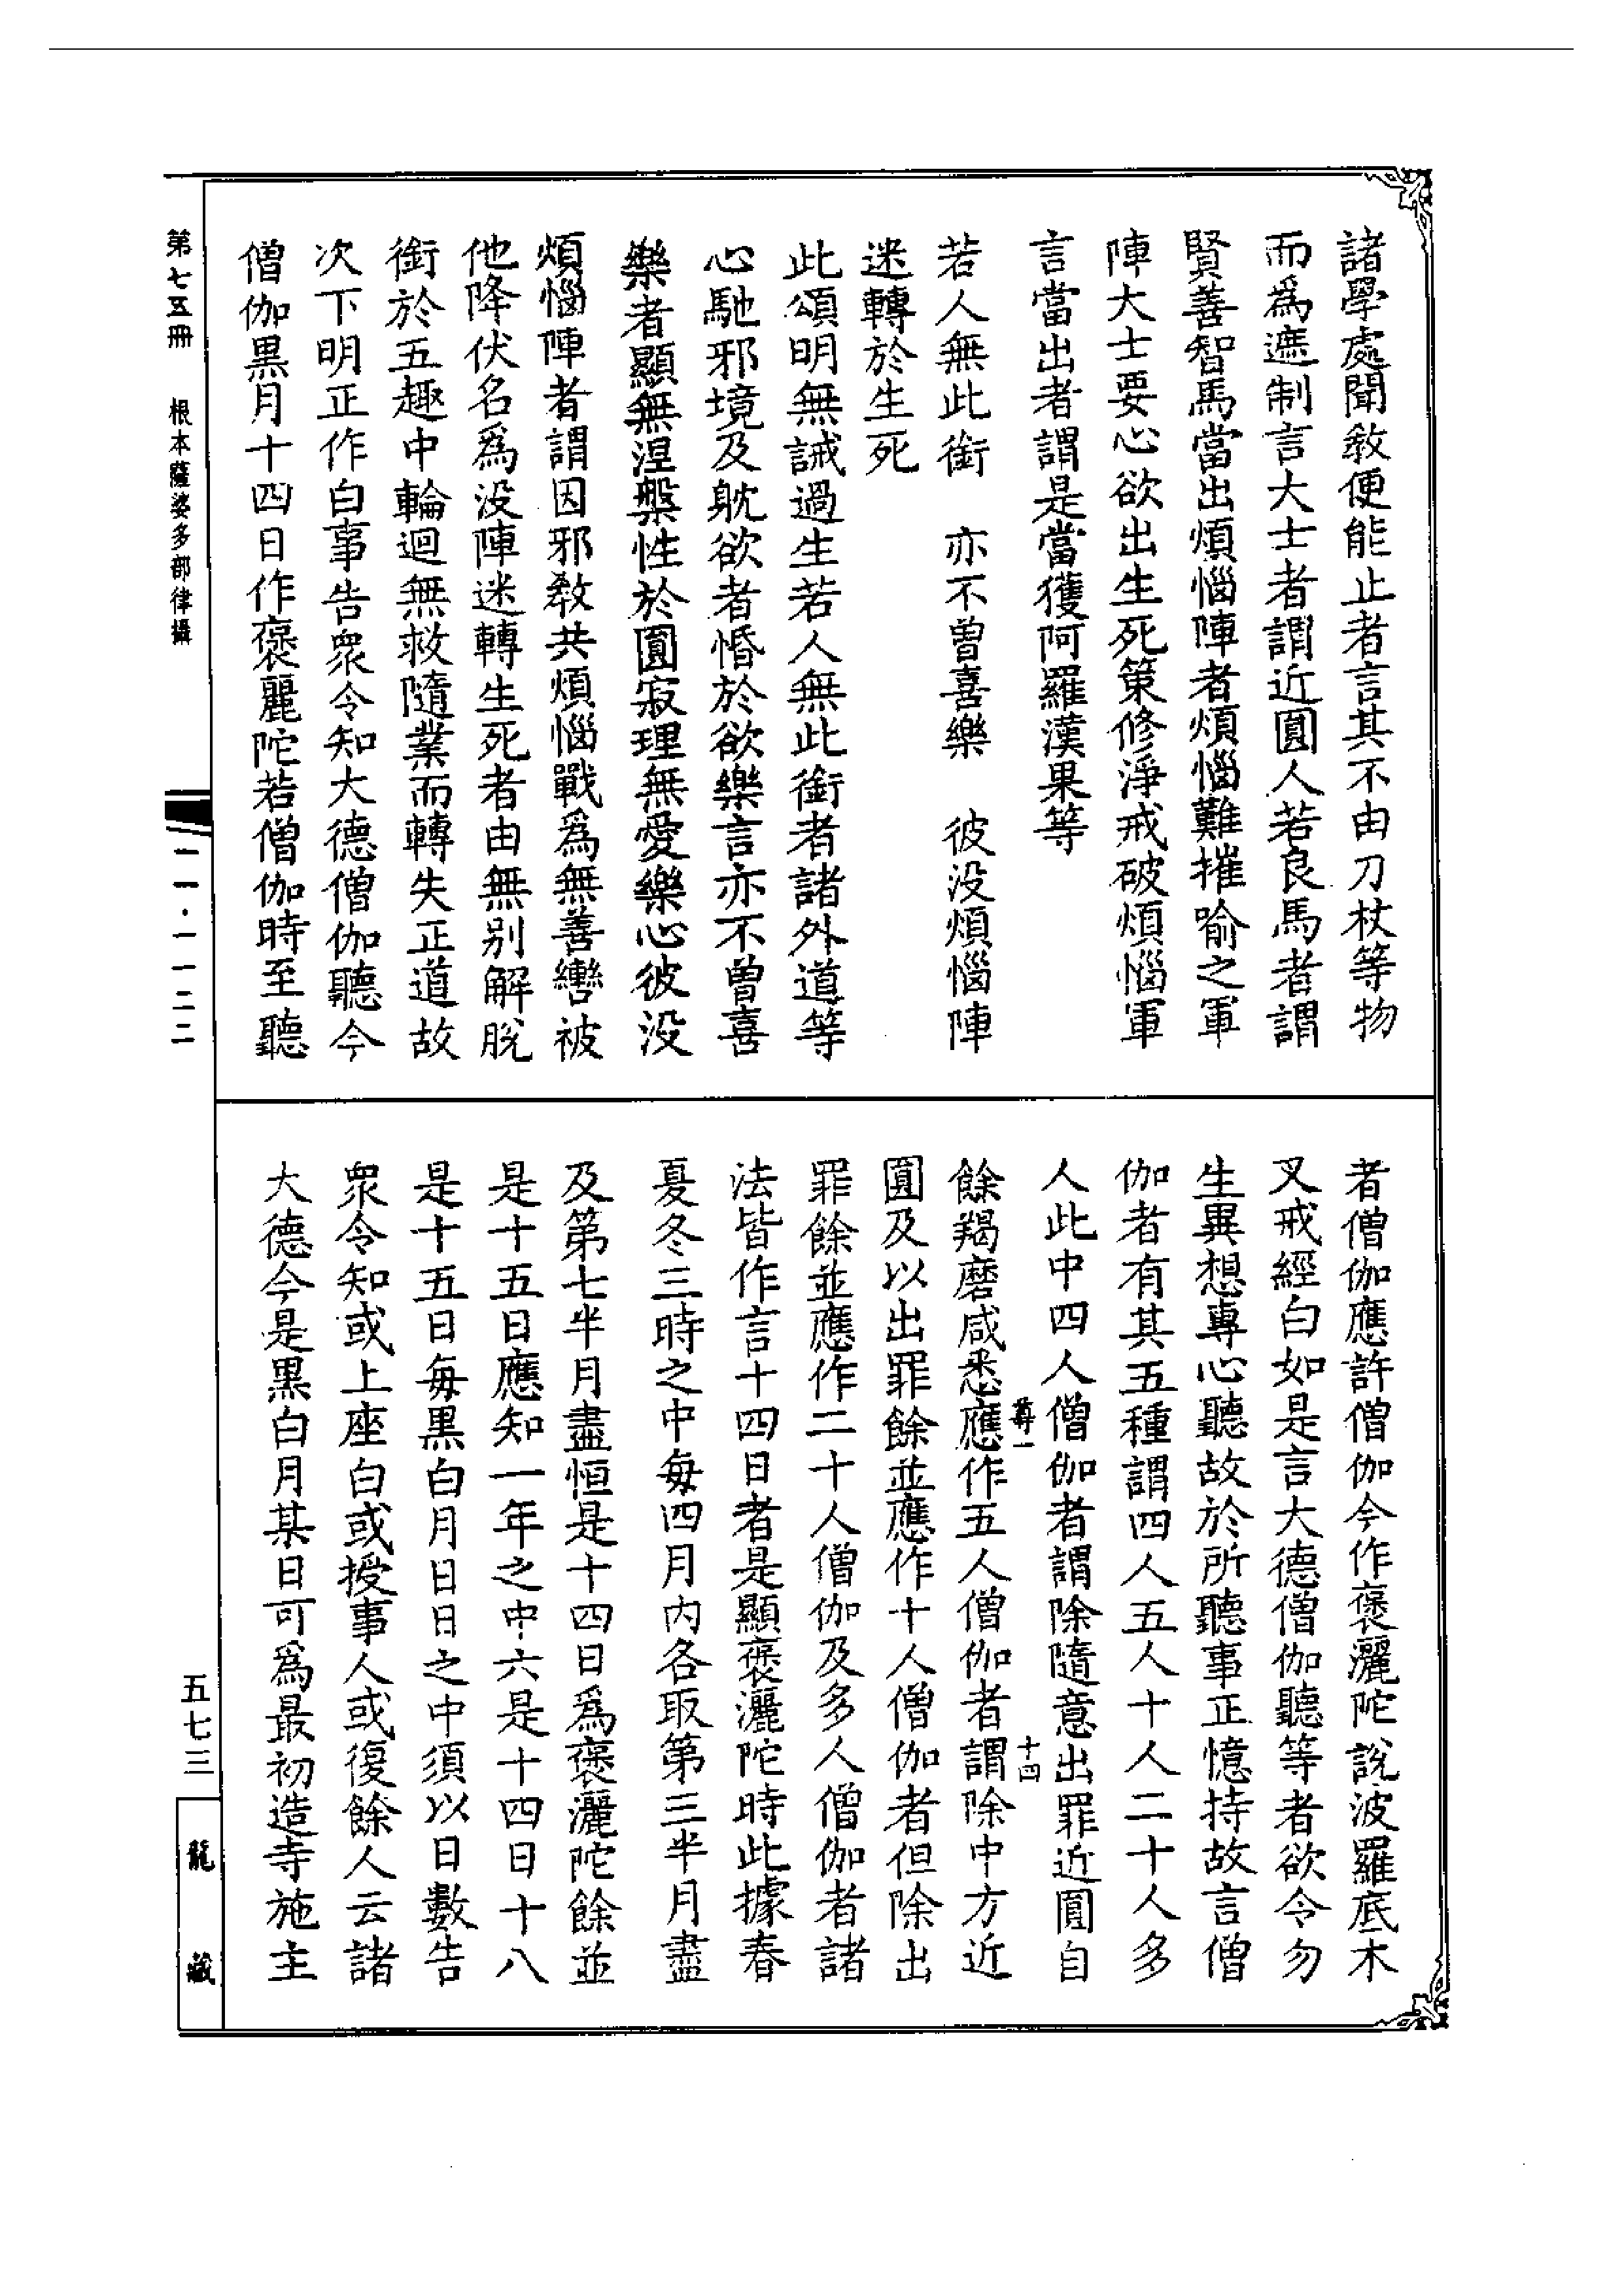 諸學處聞敎便能止者言其不由刀杖等物
而爲遮制言大士者謂近圓人若良馬者謂
賢善智馬當出煩惱陣者煩惱難摧喻之軍
陣大士要心欲出生死策修淨戒破煩惱軍
言當出者謂是當獲阿羅漢果等
若人無此銜　亦不曾喜樂　彼没煩惱陣
迷轉於生死
此頌明無誡過生若人無此銜者諸外道等
心馳邪境及躭欲者惛於欲樂言亦不曾喜
樂者顯無涅槃性於圓寂理無愛樂心彼没
煩惱陣者謂因邪敎共煩惱戰爲無善轡被
他降伏名爲没陣迷轉生死者由無别解脫
銜於五趣中輪迴無救隨業而轉失正道故
次下明正作白事告衆令知大德僧伽聽今
僧伽黒月十四日作褒麗陀若僧伽時至聽
者僧伽應許僧伽今作褒灑陀說波羅底木
叉戒經白如是言大德僧伽聽等者欲令勿
生異想專心聽故於所聽事正憶持故言僧
伽者有其五種謂四人五人十人二十人多
人此中四人僧伽者謂除隨意出罪近圓自
尊一
十四
餘羯磨咸悉應作五人僧伽者謂除中方近
圓及以出罪餘並應作十人僧伽者但除出
罪餘並應作二十人僧伽及多人僧伽者諸
法皆作言十四日者是顯褒灑陀時此據春
夏冬三時之中每四月内各取第三半月盡
及第七半月盡恒是十四日爲褒灑陀餘並
是十五日應知一年之中六是十四日十八
是十五日每黒白月日日之中須以日數告
衆令知或上座白或授事人或復餘人云諸
大德今是黒白月某日可爲最初造寺施主
第七五冊　根本薩婆多部律攝
二一·一一二二
五七三
龍藏